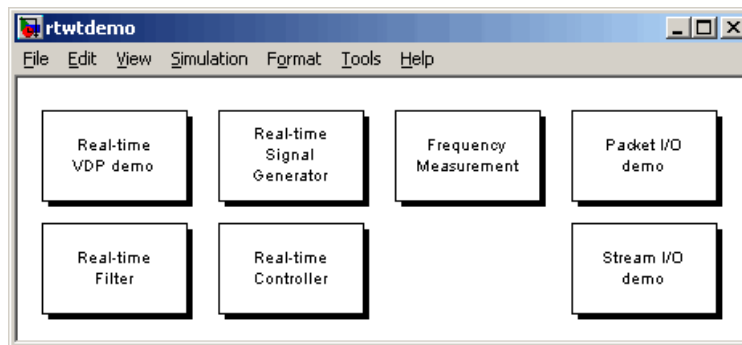 rtwtdemo
File Edit View Simulation Format Tools Help
Real-time
VDP demo
Real-time
Signal
Generator
Frequency
Measurement
Packet I/O
demo
Real-time
Filter
Real-time
Controller
Stream I/O
demo